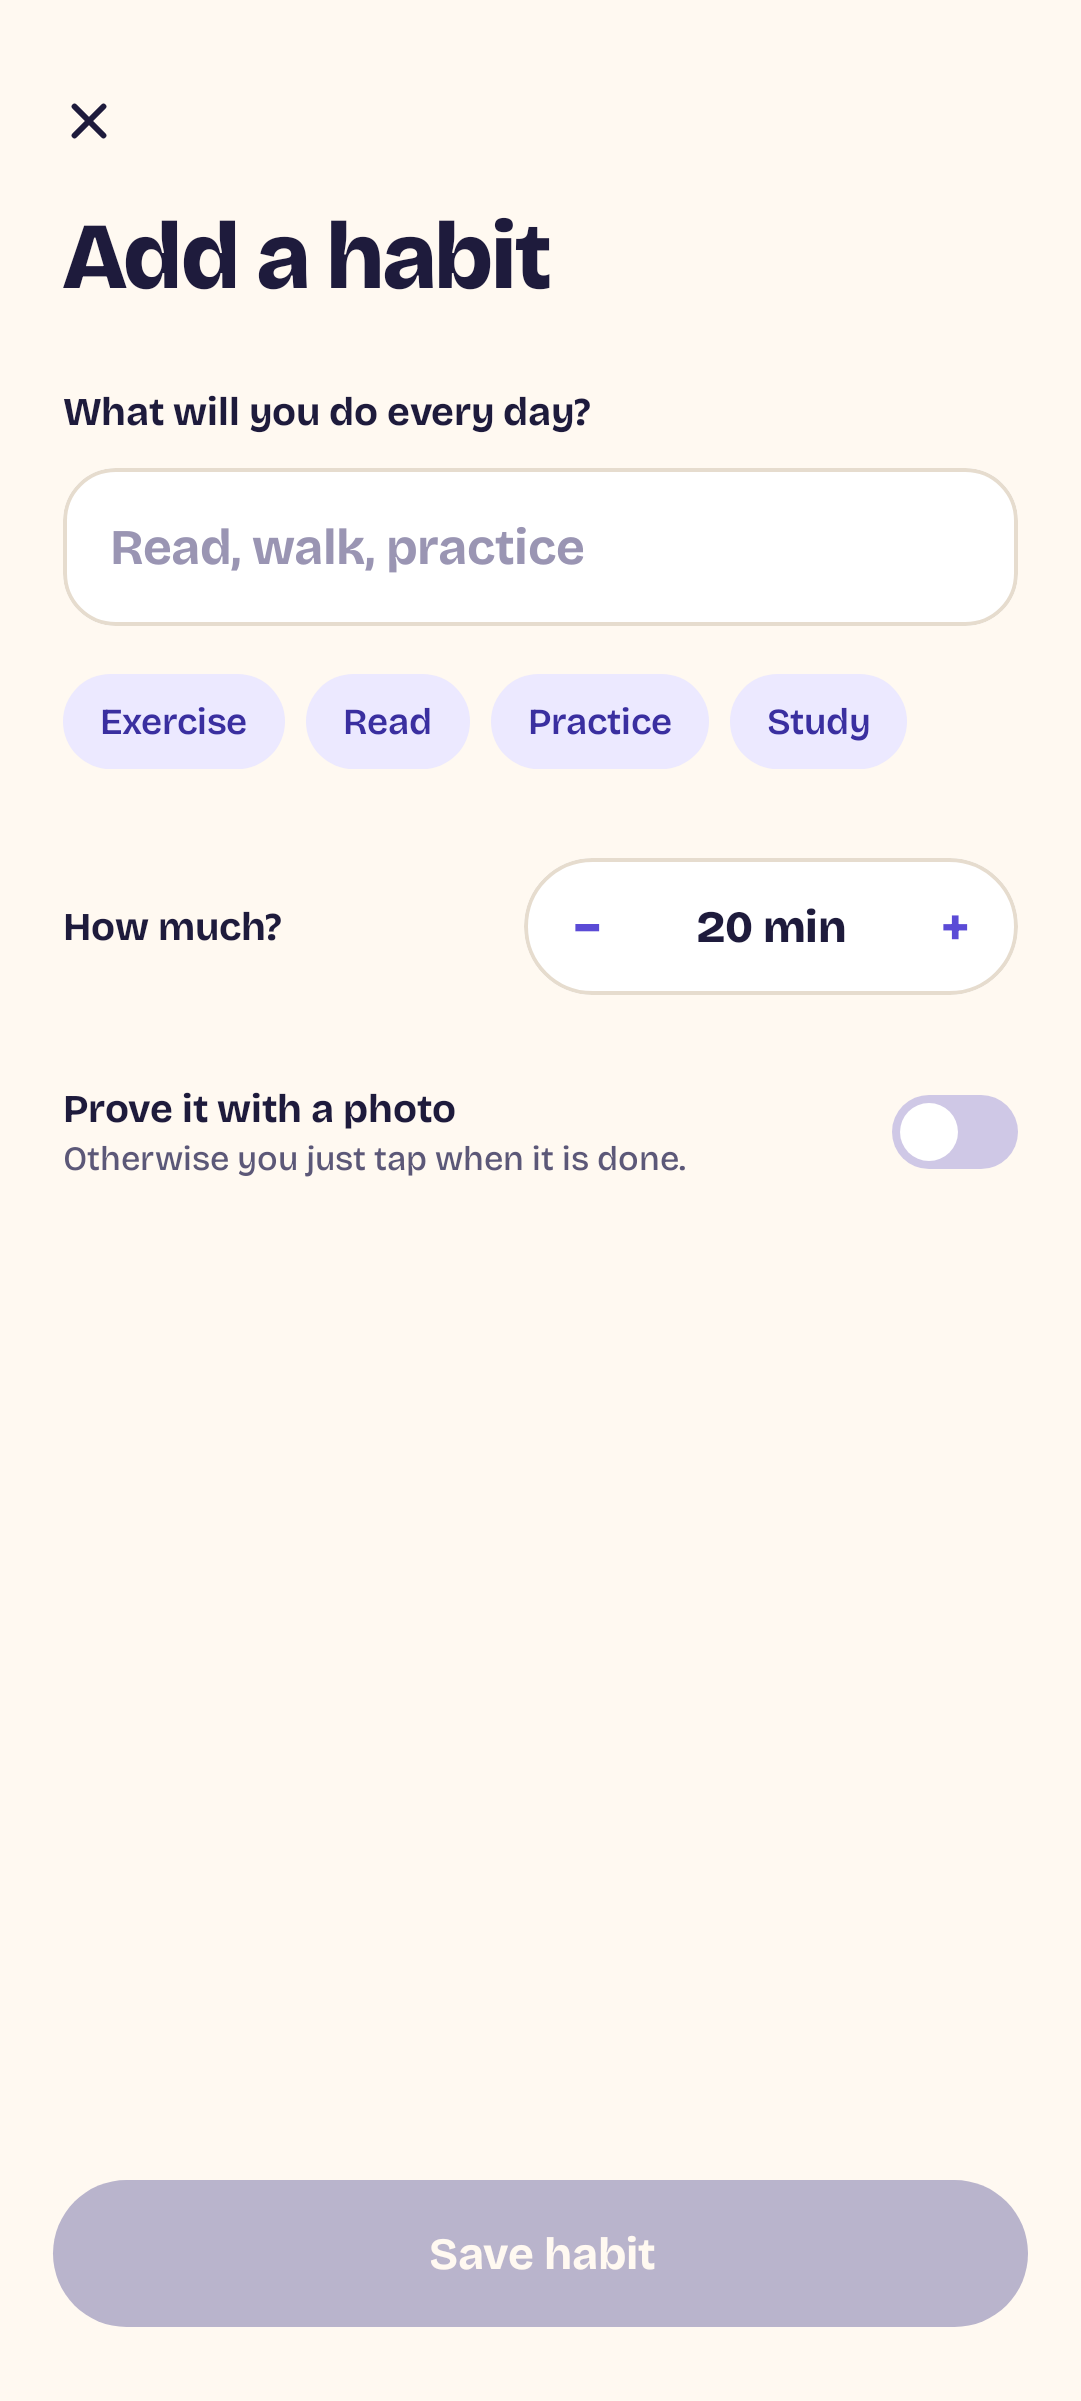 Add a habit
What will you do every day?
Read, walk, practice
Exercise Read Practice Study
How much? − 20 min +
Prove it with a photo
Otherwise you just tap when it is done.
Save habit